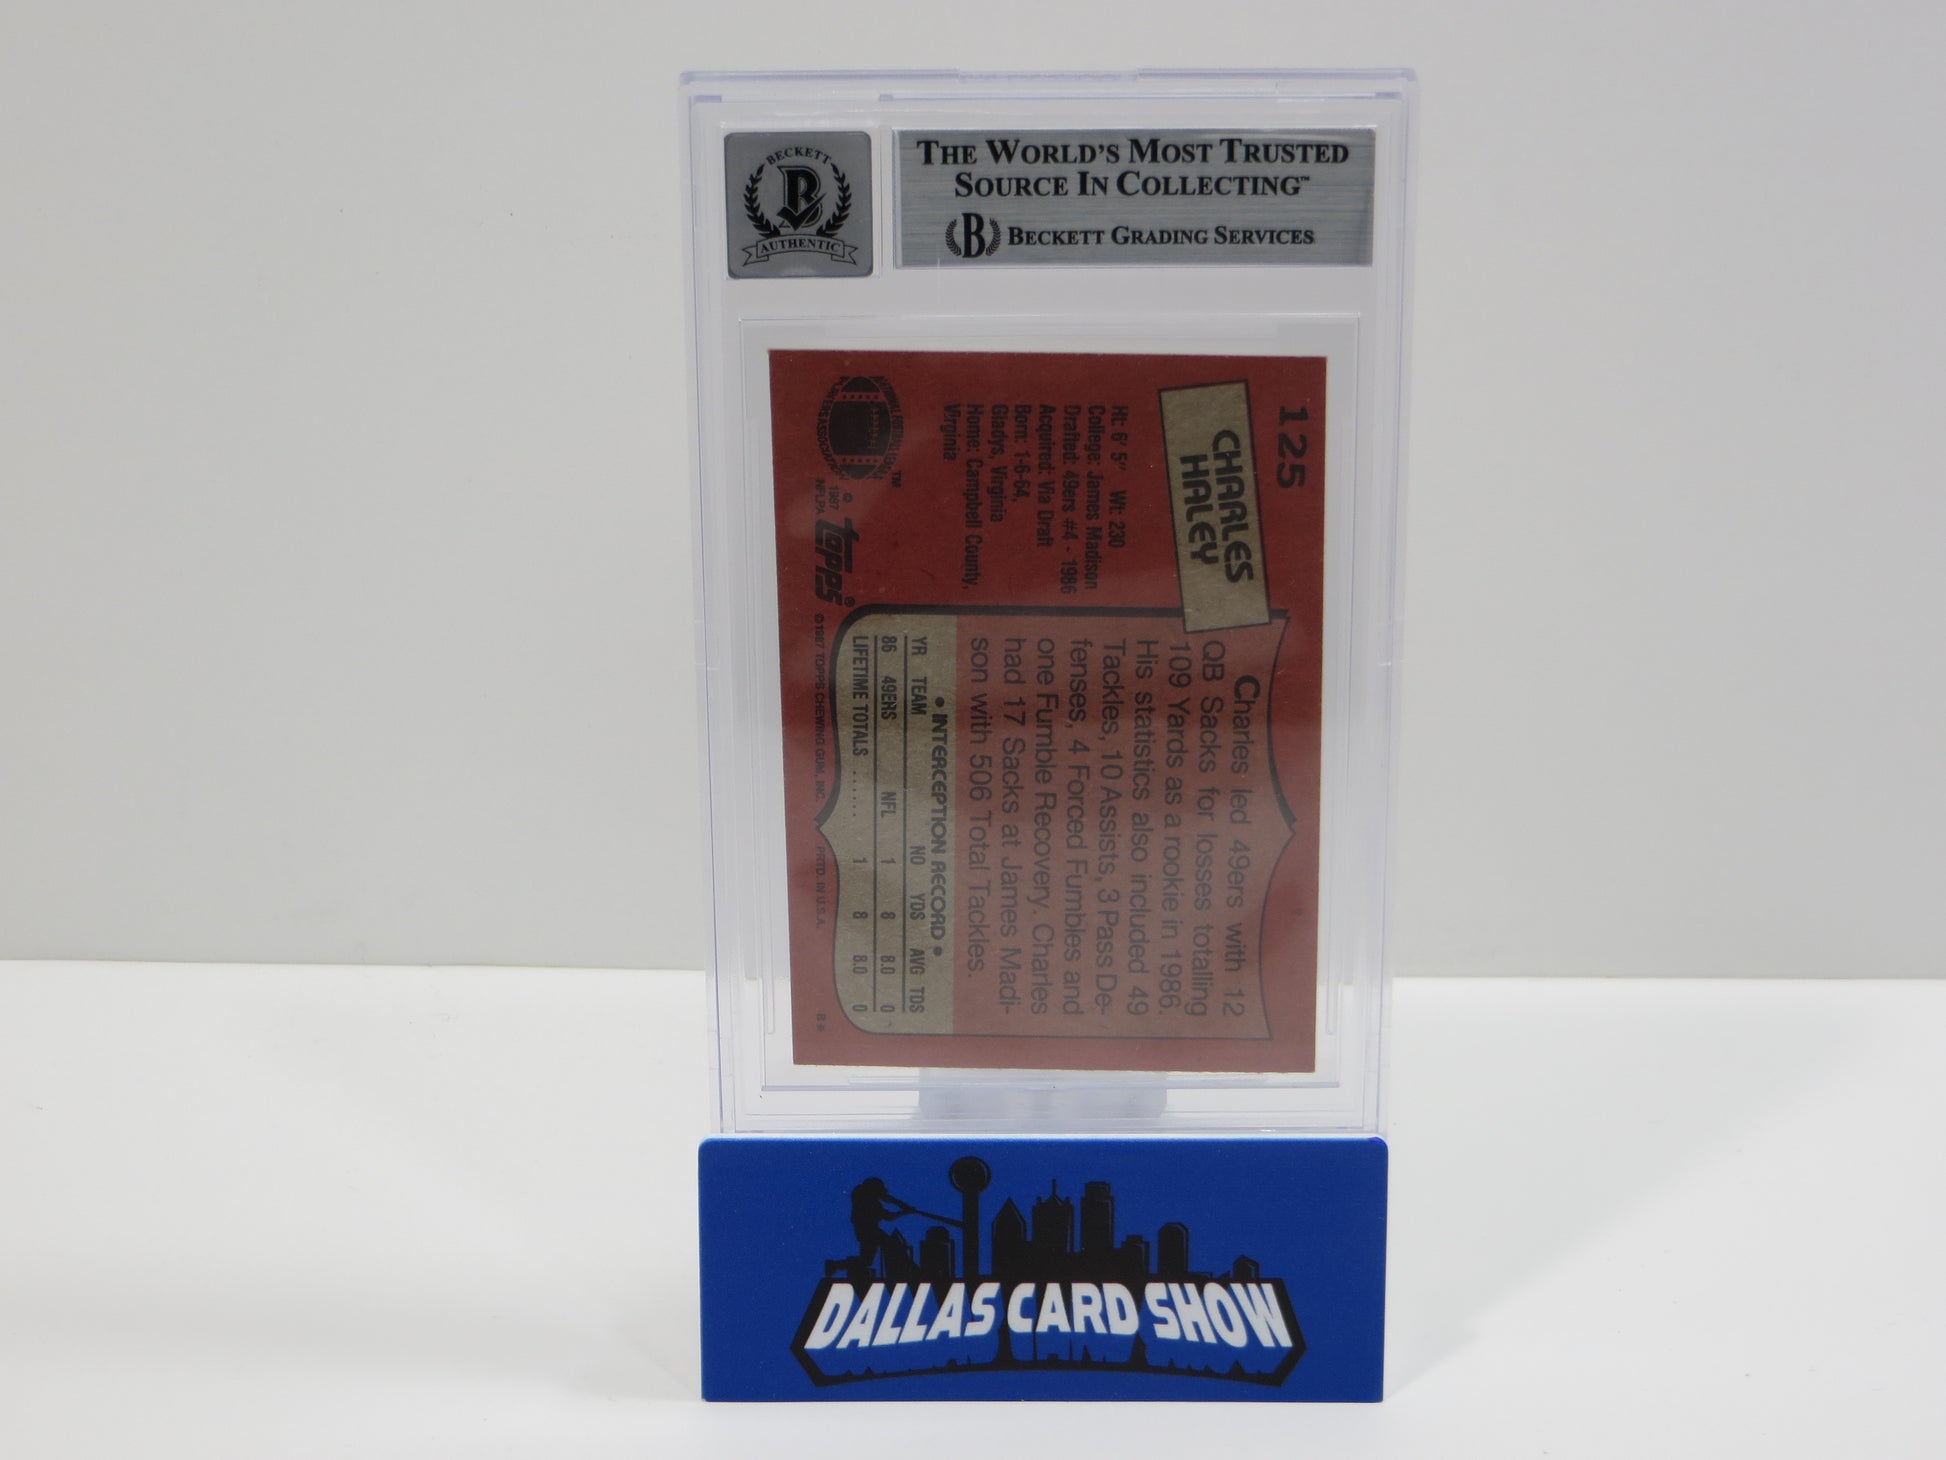 BECKETT
B
AUTHENTIC
THE WORLD'S MOST TRUSTED
SOURCE IN COLLECTING™
B BECKETT GRADING SERVICES
125
CHARLES
HALEY
Ht: 6' 5" Wt: 230
College: James Madison
Drafted: 49ers #4 - 1986
Acquired: Via Draft
Born: 1-6-64,
Gladys, Virginia
Home: Campbell County,
Virginia
Charles led 49ers with 12
QB Sacks for losses totalling
109 Yards as a rookie in 1986.
His statistics also included 49
Tackles, 10 Assists, 3 Pass De-
fenses, 4 Forced Fumbles and
one Fumble Recovery. Charles
had 17 Sacks at James Madi-
son with 506 Total Tackles.
• INTERCEPTION RECORD •
YR TEAM NO YDS AVG TDS
86 49ERS NFL 1 8 8.0 0
LIFETIME TOTALS ...... 1 8 8.0 0
™
© 1987
NFLPA
topps® ©1987 TOPPS CHEWING GUM, INC. PRTD. IN U.S.A. B*
DALLAS CARD SHOW